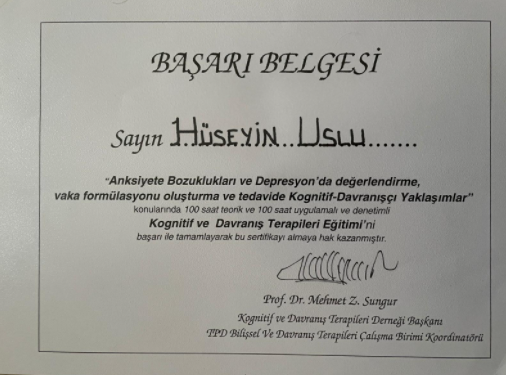 BAŞARI BELGESİ
Sayın HÜSEYİN USLU
"Anksiyete Bozuklukları ve Depresyon'da değerlendirme,
vaka formülasyonu oluşturma ve tedavide Kognitif-Davranışçı Yaklaşımlar"
konularında 100 saat teorik ve 100 saat uygulamalı ve denetimli
Kognitif ve Davranış Terapileri Eğitimi'ni
başarı ile tamamlayarak bu sertifikayı almaya hak kazanmıştır.
Prof. Dr. Mehmet Z. Sungur
Kognitif ve Davranış Terapileri Derneği Başkanı
TPD Bilişsel Ve Davranış Terapileri Çalışma Birimi Koordinatörü